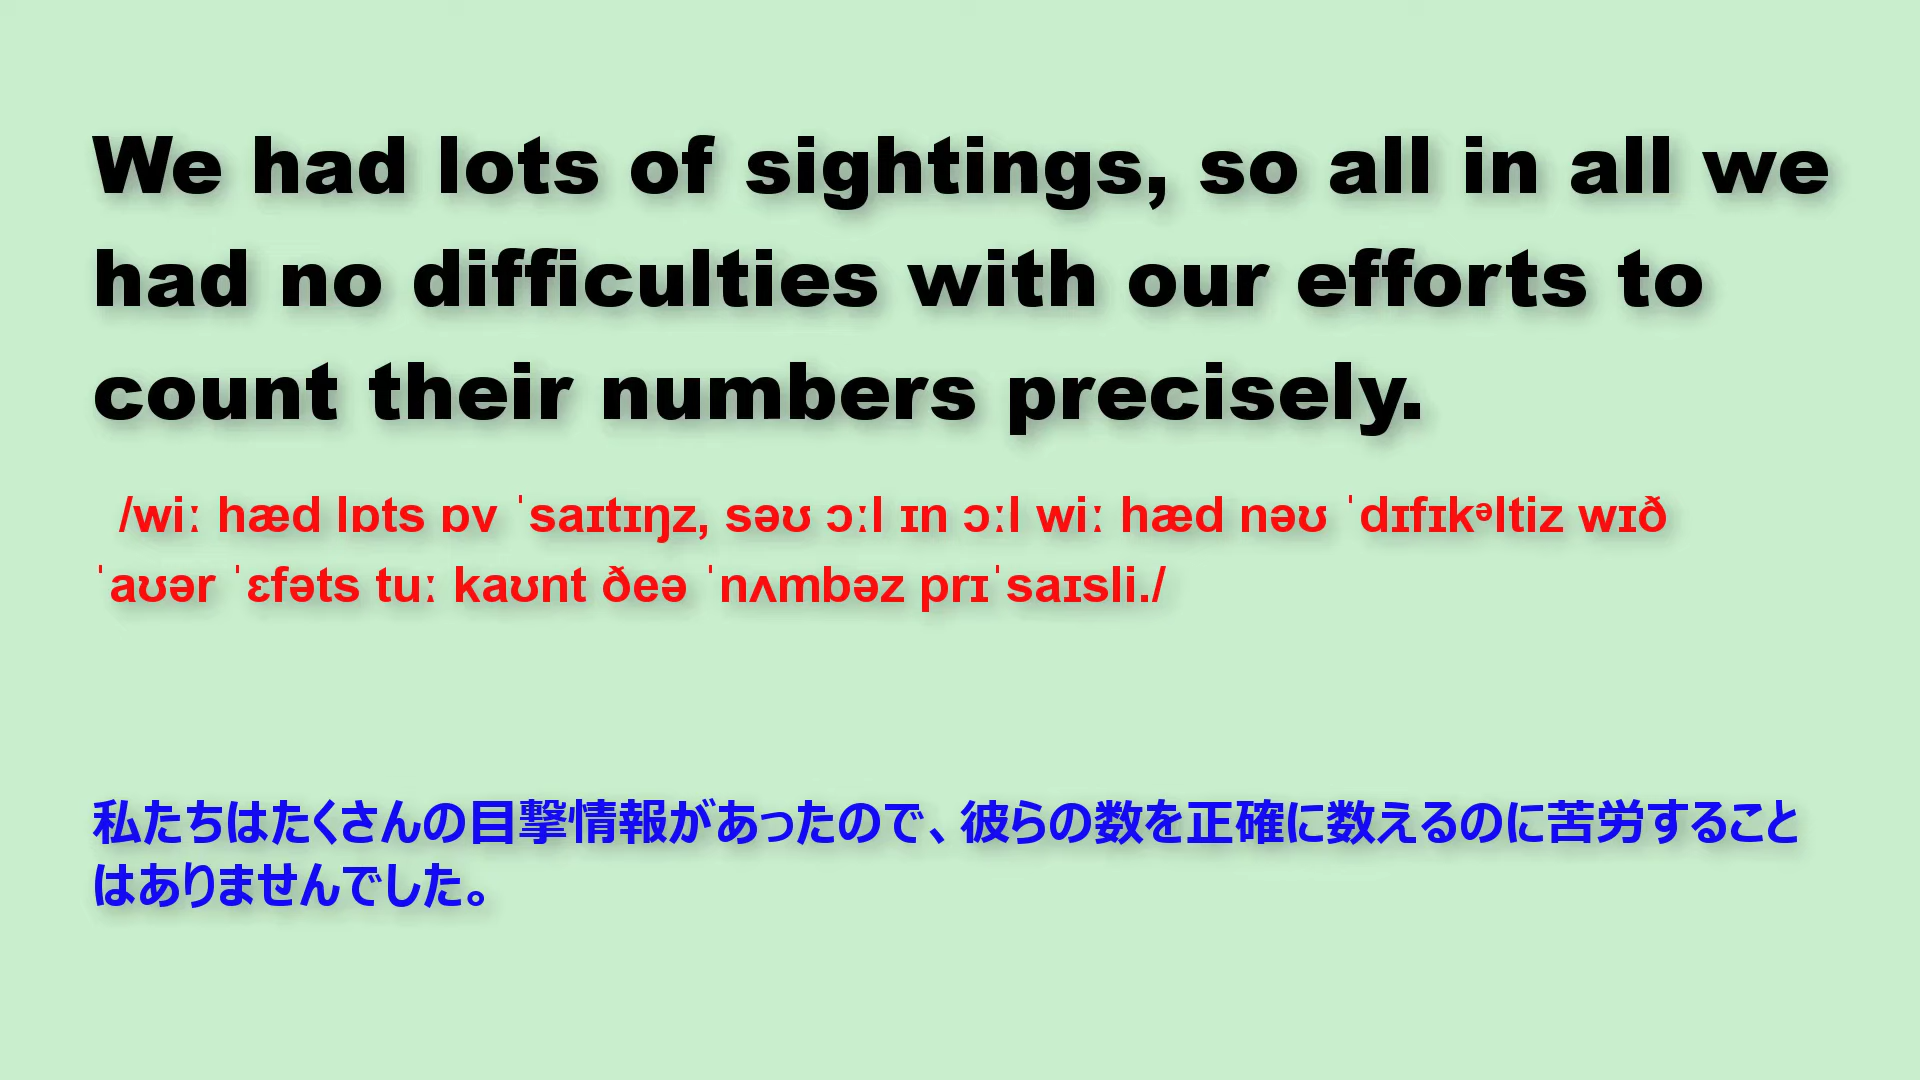 We had lots of sightings, so all in all we
had no difficulties with our efforts to
count their numbers precisely.
/wiː hæd lɒts ɒv ˈsaɪtɪŋz, səʊ ɔːl ɪn ɔːl wiː hæd nəʊ ˈdɪfɪkᵊltiz wɪð
ˈaʊər ˈɛfəts tuː kaʊnt ðeə ˈnʌmbəz prɪˈsaɪsli./
私たちはたくさんの目撃情報があったので、彼らの数を正確に数えるのに苦労すること
はありませんでした。